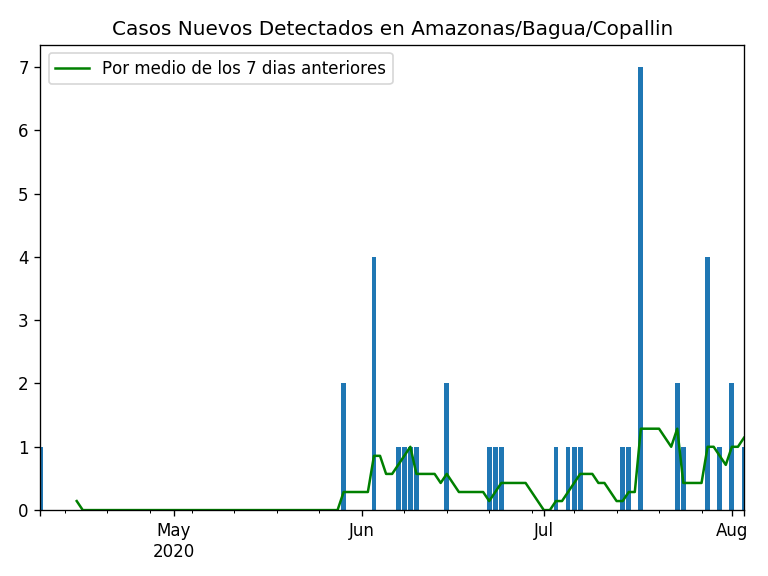 Casos Nuevos Detectados en Amazonas/Bagua/Copallin
Por medio de los 7 dias anteriores
7
6
5
4
3
2
1
0
May
2020
Jun
Jul
Aug